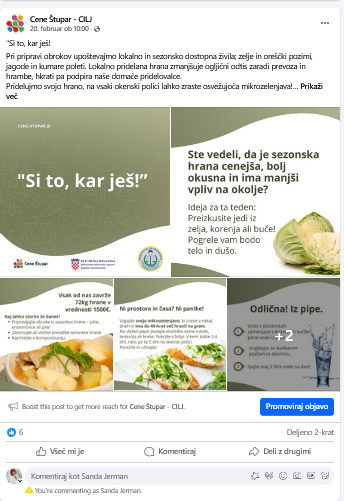 Cene Štupar - CILJ
20. februar ob 10:00 ·
"Si to, kar ješ!
Pri pripravi obrokov upoštevajmo lokalno in sezonsko dostopna živila; zelje in oreščki pozimi,
jagode in kumare poleti. Lokalno pridelana hrana zmanjšuje ogljični odtis zaradi prevoza in
hrambe, hkrati pa podpira naše domače pridelovalce.
Pridelujmo svojo hrano, na vsaki okenski polici lahko zraste osvežujoča mikrozelenjava!... Prikaži
več
CENE ŠTUPAR SI
"Si to, kar ješ!"
Cene Štupar
Ste vedeli, da je sezonska
hrana cenejša, bolj
okusna in ima manjši
vpliv na okolje?
Ideja za ta teden:
Preizkusite jedi iz
zelja, korenja ali buče!
Pogrele vam bodo
telo in dušo.
Vsak od nas zavrže
72kg hrane v
vrednosti 1500€.
Kaj lahko storite še danes?
Ni prostora in časa? Ni panike!
Odlična! Iz pipe.
+2
Boost this post to get more reach for Cene Štupar - CILJ.
Promoviraj objavo
6
Deljeno 2-krat
Všeč mi je
Komentiraj
Deli z drugimi
Komentiraj kot Sanda Jerman
You're commenting as Sanda Jerman.